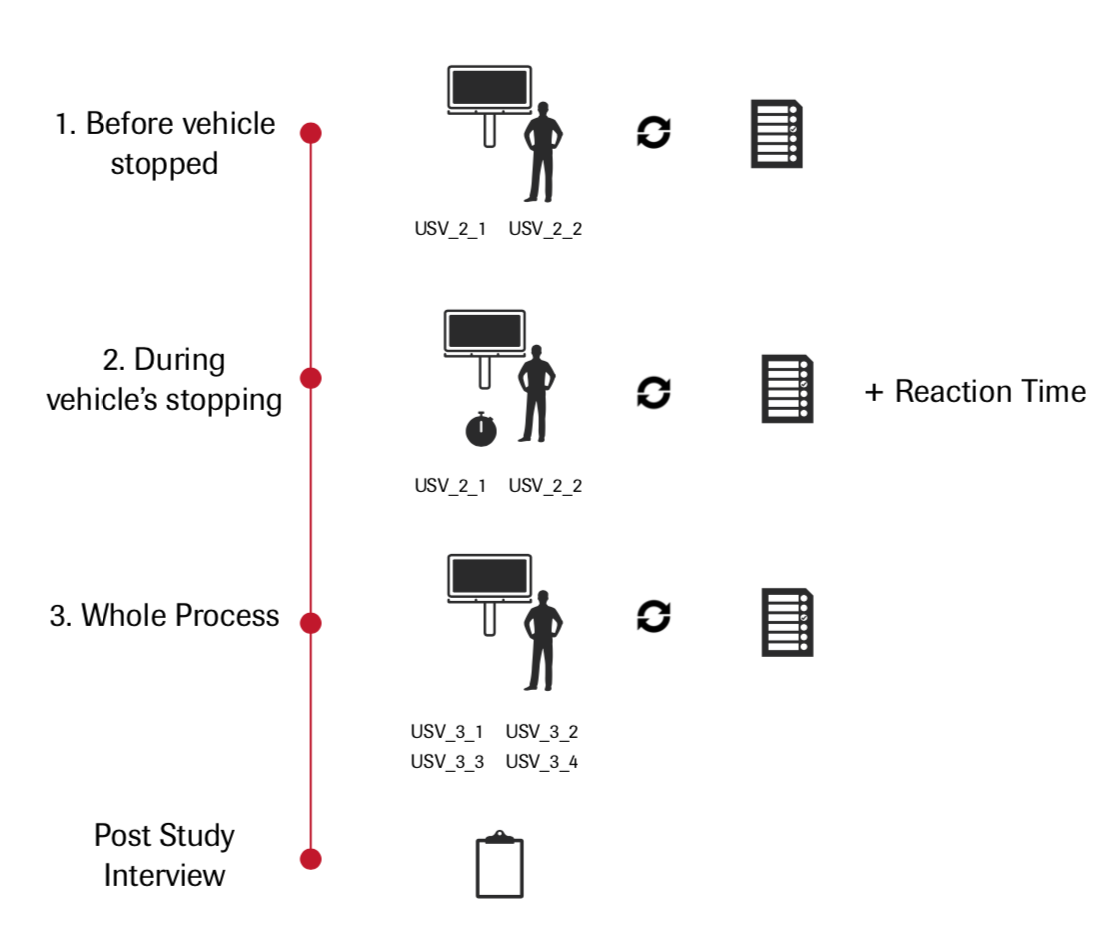 1. Before vehicle
stopped
USV_2_1 USV_2_2
2. During
vehicle's stopping
+ Reaction Time
USV_2_1 USV_2_2
3. Whole Process
USV_3_1 USV_3_2
USV_3_3 USV_3_4
Post Study
Interview